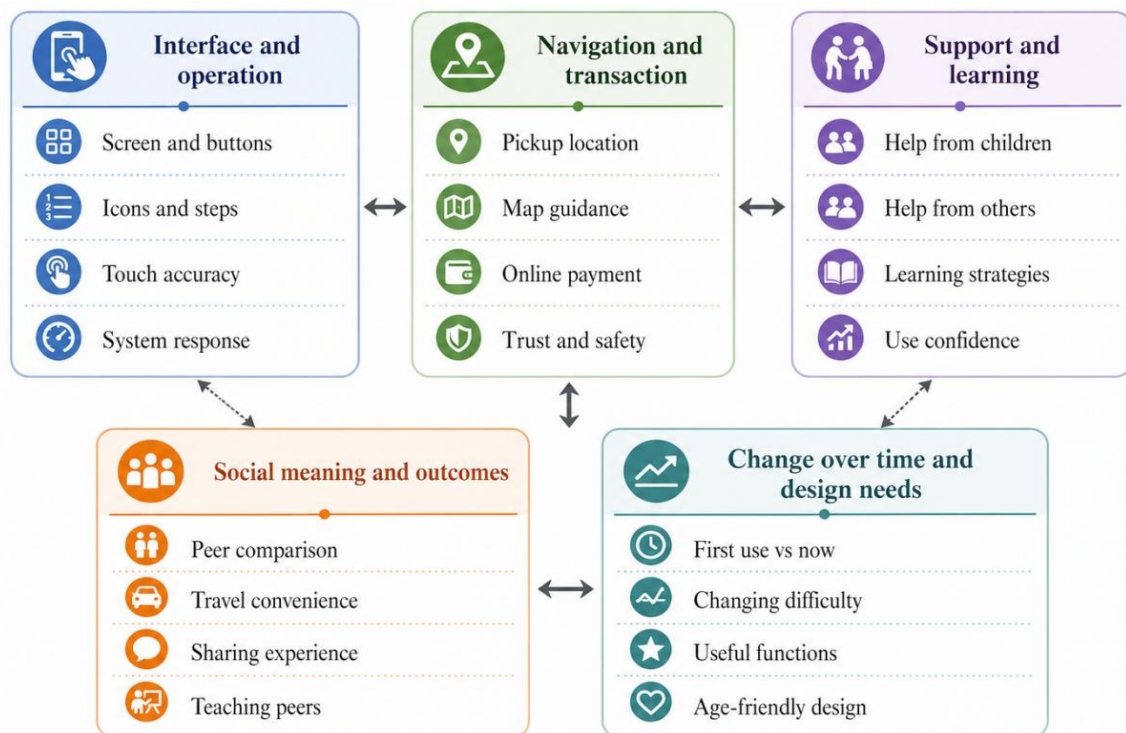 Interface and
operation
Screen and buttons
1
2
3
Icons and steps
Touch accuracy
System response
Navigation and
transaction
Pickup location
Map guidance
Online payment
Trust and safety
Support and
learning
Help from children
Help from others
Learning strategies
Use confidence
Social meaning and outcomes
Peer comparison
Travel convenience
Sharing experience
Teaching peers
Change over time and
design needs
First use vs now
Changing difficulty
Useful functions
Age-friendly design